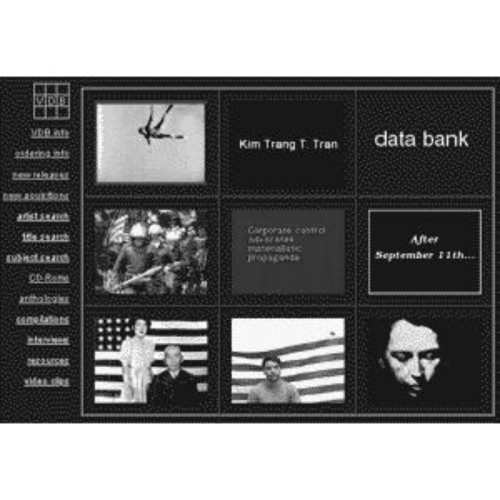 VDB
VDB info
ordering info
new releases
new aquisitions
artist search
title search
subject search
CD-Roms
anthologies
compilations
interviews
resources
video clips
Kim Trang T. Tran
data bank
Corporate control
advocates
materialistic
propaganda
After
September 11th...